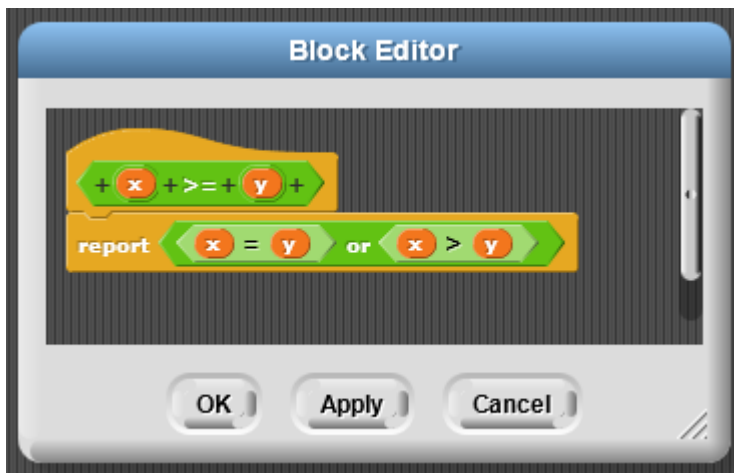 Block Editor
+ x + >= + y +
report x = y or x > y
OK Apply Cancel